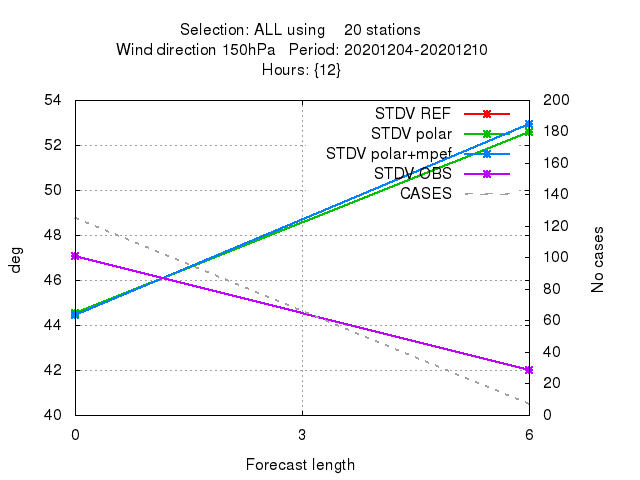 Selection: ALL using    20 stations
Wind direction 150hPa   Period: 20201204-20201210
Hours: {12}
54
52
50
48
46
44
42
40
deg
200
180
160
140
120
100
80
60
40
20
0
No cases
STDV REF
STDV polar
STDV polar+mpef
STDV OBS
CASES
0
3
6
Forecast length